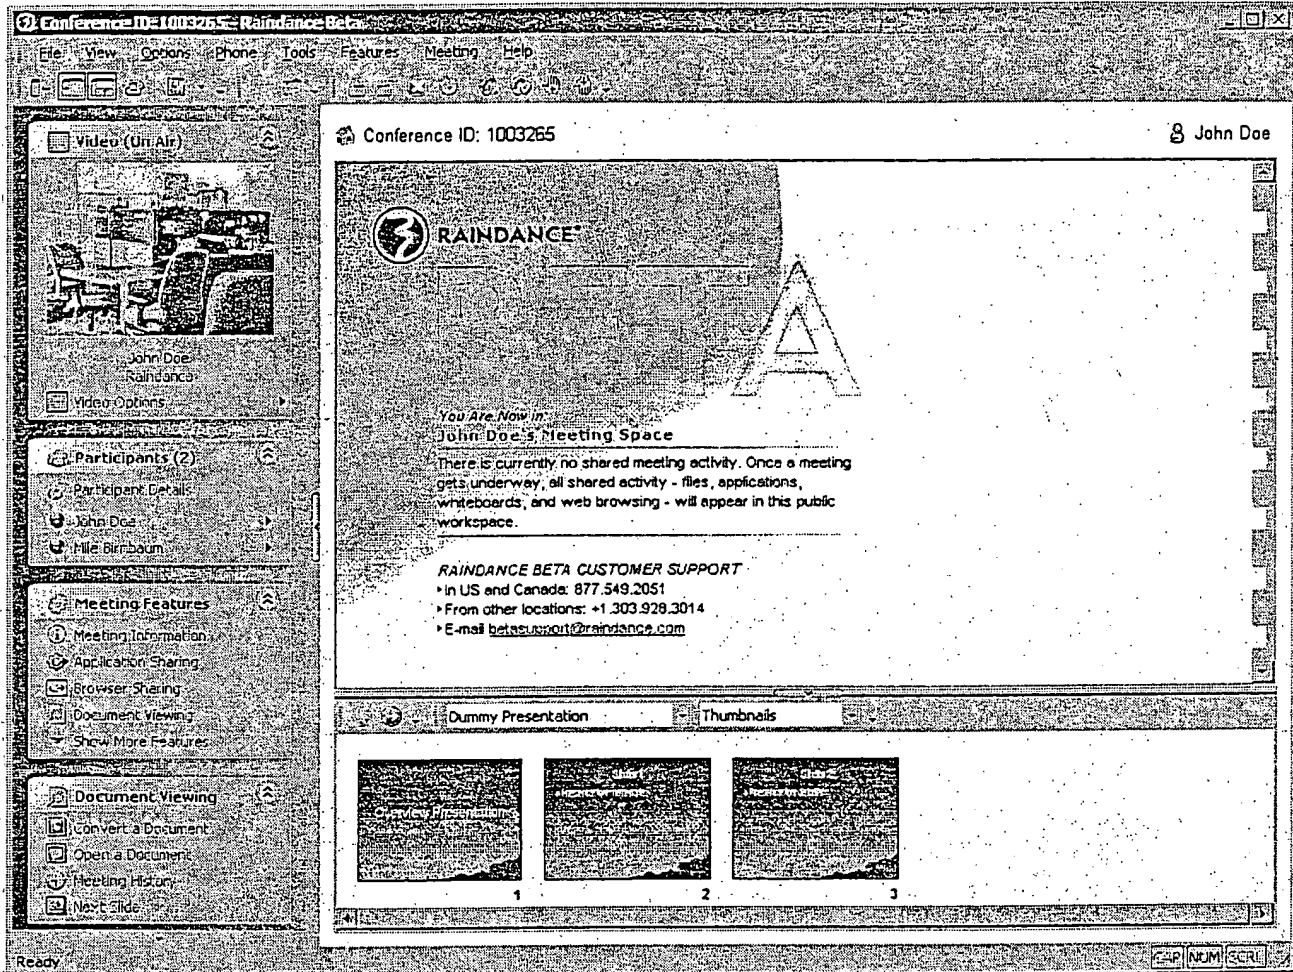 Conference ID=1003265 - Raindance Beta
File View Options Phone Tools Features Meeting Help
Video (On Air)
John Doe
Raindance
Video Options
Participants (2)
Participant Details
John Doe
Mile Birnbaum
Meeting Features
Meeting Information
Application Sharing
Browser Sharing
Document Viewing
Show More Features
Document Viewing
Convert a Document
Open a Document
Meeting History
Next Slide
Conference ID: 1003265
John Doe
RAINDANCE
A
You Are Now in:
John Doe's Meeting Space
There is currently no shared meeting activity. Once a meeting
gets underway, all shared activity - files, applications,
whiteboards, and web browsing - will appear in this public
workspace.
RAINDANCE BETA CUSTOMER SUPPORT
In US and Canada: 877.549.2051
From other locations: +1.303.928.3014
E-mail betasupport@raindance.com
Dummy Presentation
Thumbnails
Overview Presentation
Slide 1
Slide 2
1
2
3
Ready
CAP NUM SCRL